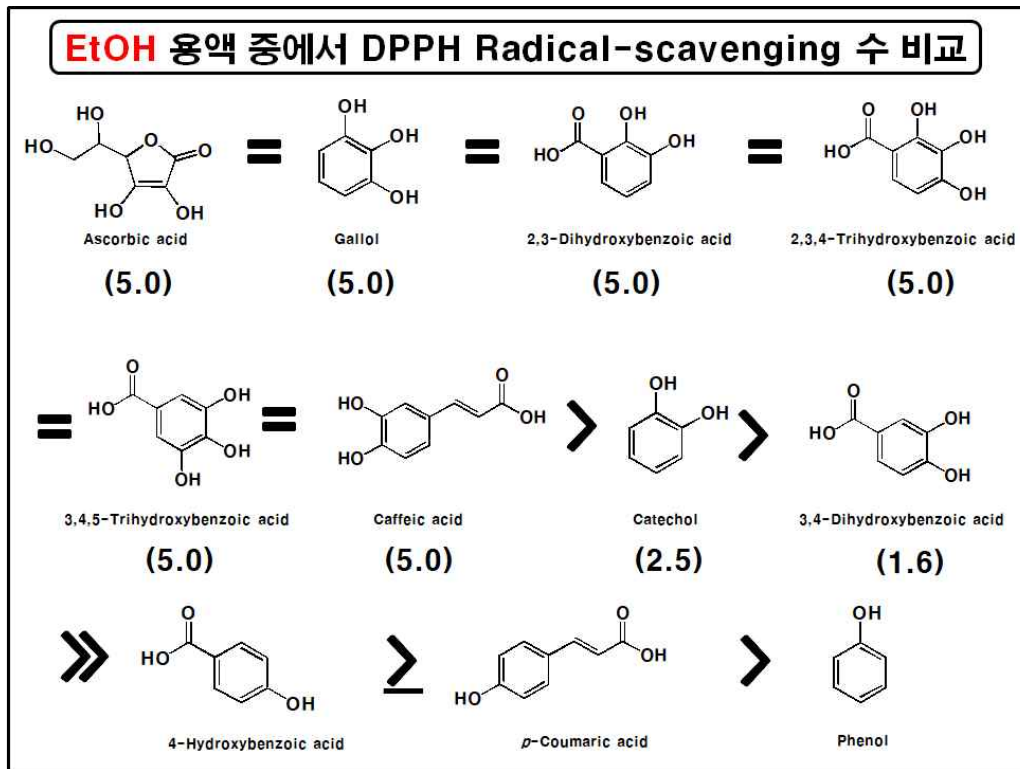 EtOH 용액 중에서 DPPH Radical-scavenging 수 비교
HO OH O O HO OH = OH OH OH = O HO OH OH = O HO OH OH OH
Ascorbic acid Gallol 2,3-Dihydroxybenzoic acid 2,3,4-Trihydroxybenzoic acid
(5.0) (5.0) (5.0) (5.0)
= O HO OH OH OH = HO HO O OH > OH OH > O HO OH OH
3,4,5-Trihydroxybenzoic acid Caffeic acid Catechol 3,4-Dihydroxybenzoic acid
(5.0) (5.0) (2.5) (1.6)
≫ O HO OH ≥ HO O OH > OH
4-Hydroxybenzoic acid p-Coumaric acid Phenol